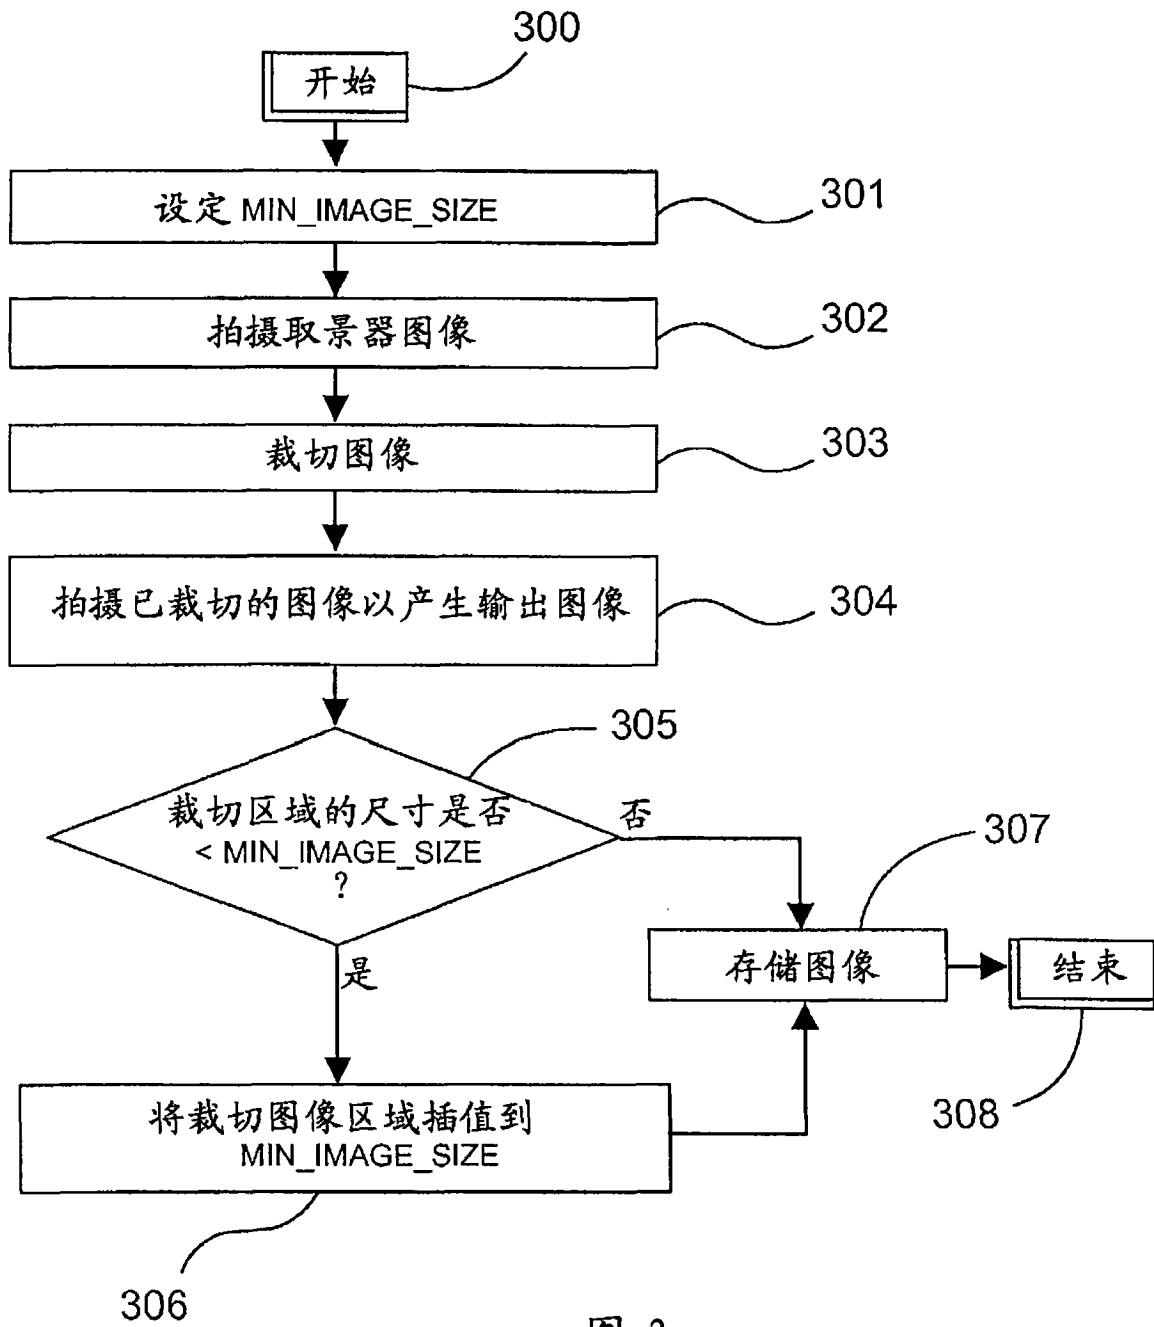 300
开始
设定 MIN_IMAGE_SIZE
301
拍摄取景器图像
302
裁切图像
303
拍摄已裁切的图像以产生输出图像
304
305
裁切区域的尺寸是否
< MIN_IMAGE_SIZE
?
否
307
是
存储图像
结束
308
将裁切图像区域插值到
MIN_IMAGE_SIZE
306
图